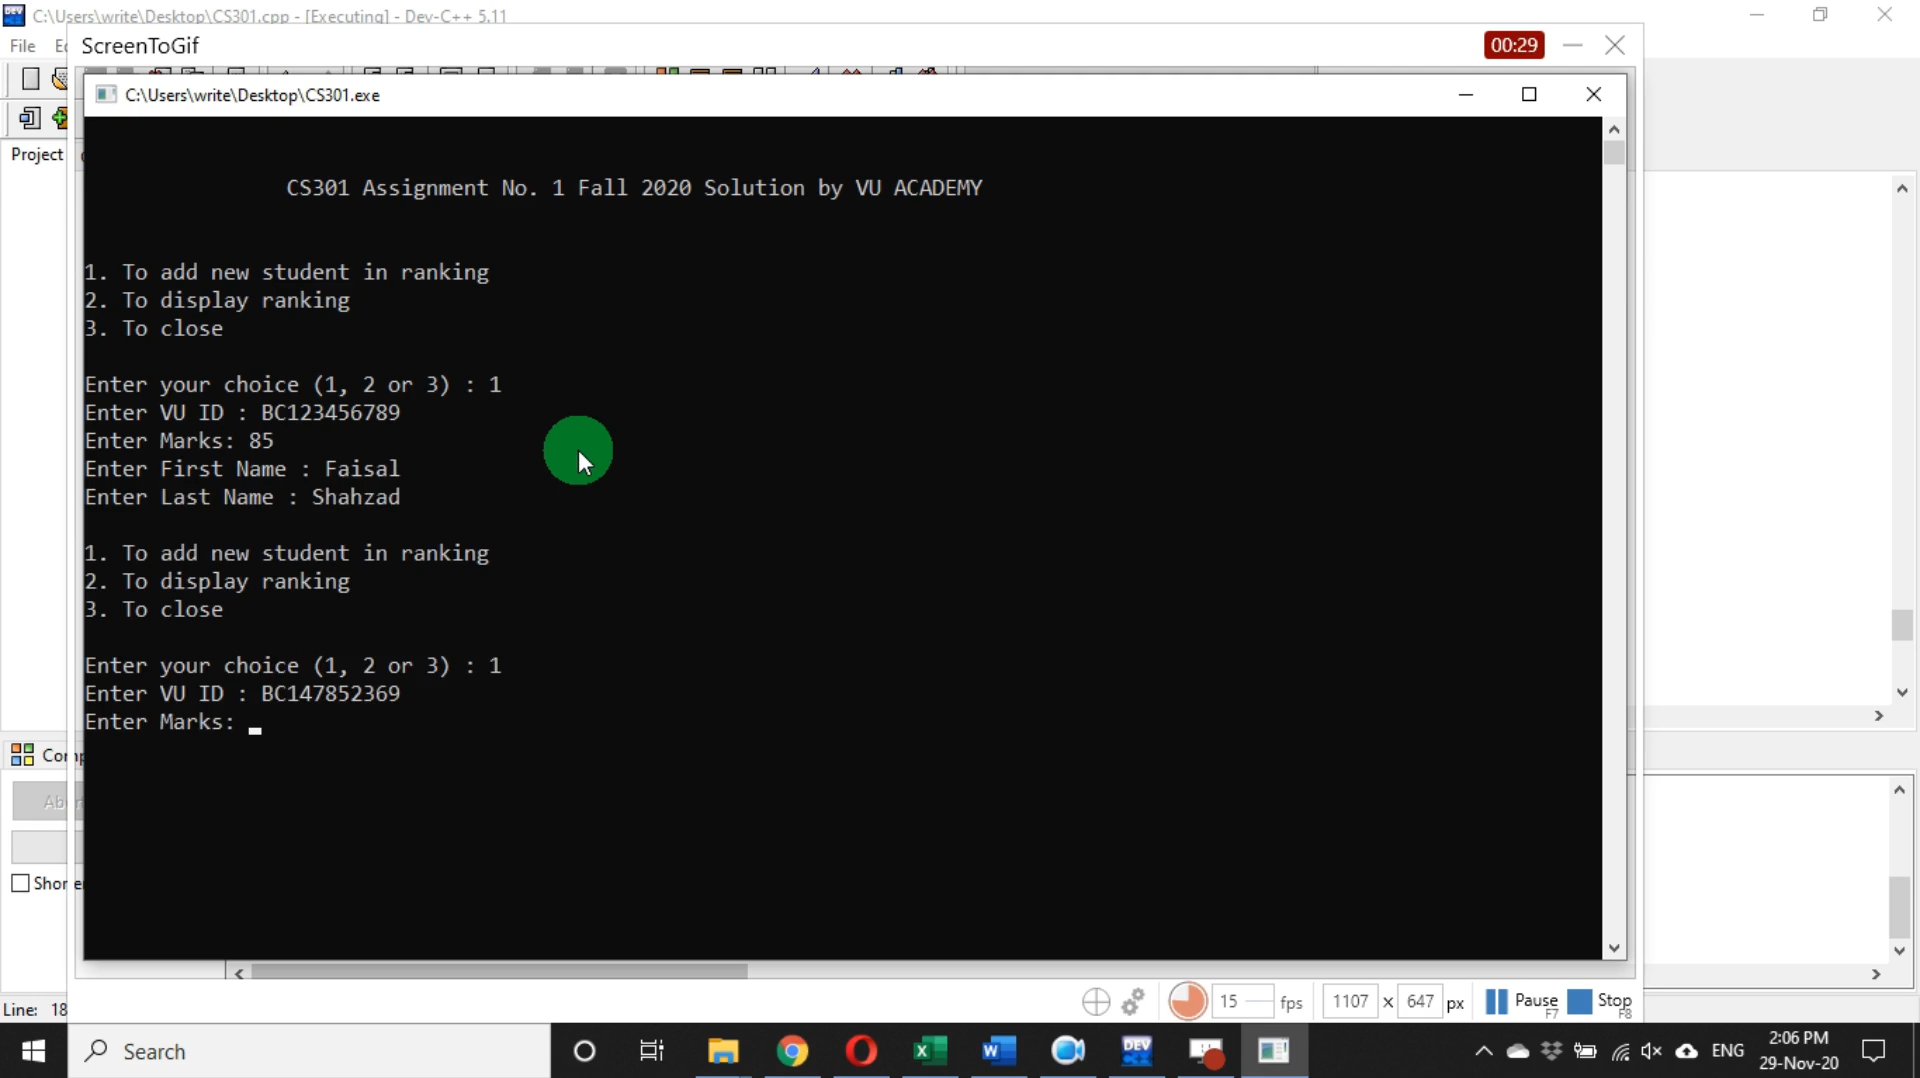 C:\Users\write\Desktop\CS301.cpp - [Executing] - Dev-C++ 5.11
File
ScreenToGif
00:29
C:\Users\write\Desktop\CS301.exe
Project
CS301 Assignment No. 1 Fall 2020 Solution by VU ACADEMY
1. To add new student in ranking
2. To display ranking
3. To close
Enter your choice (1, 2 or 3) : 1
Enter VU ID : BC123456789
Enter Marks: 85
Enter First Name : Faisal
Enter Last Name : Shahzad
1. To add new student in ranking
2. To display ranking
3. To close
Enter your choice (1, 2 or 3) : 1
Enter VU ID : BC147852369
Enter Marks:
Line: 18
15 fps 1107 x 647 px Pause F7 Stop F8
Search
DEV C++
ENG
2:06 PM
29-Nov-20